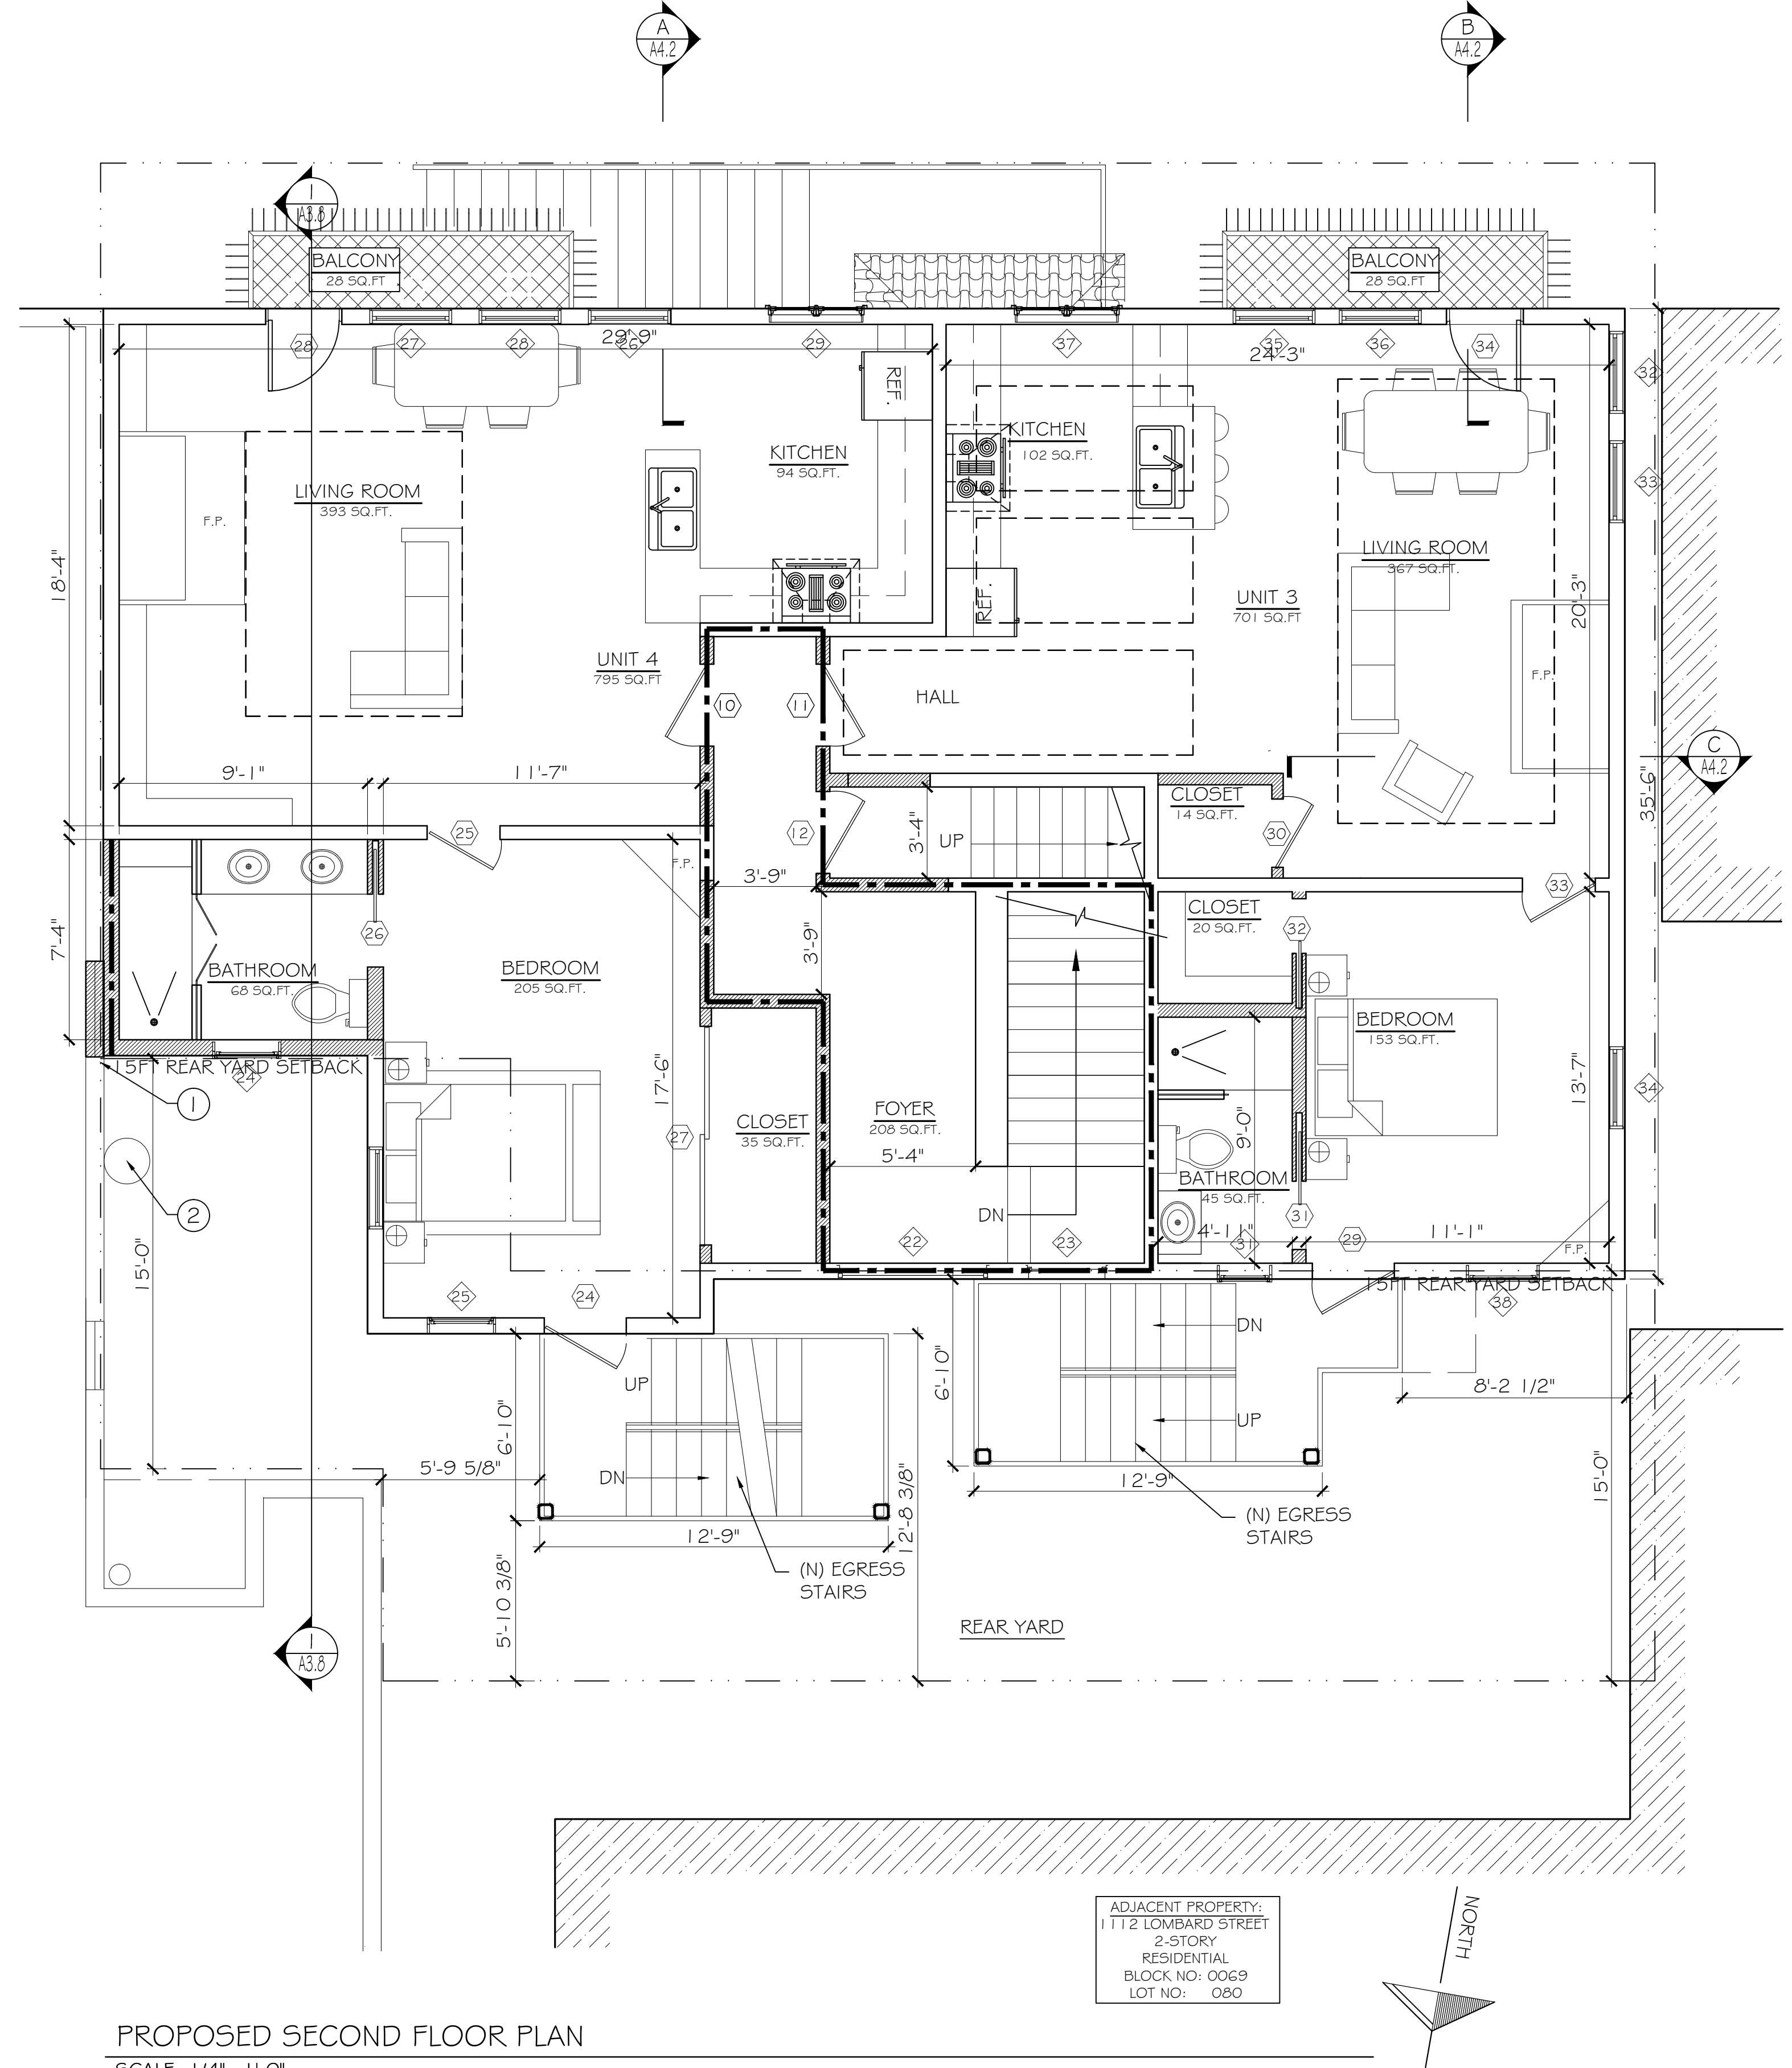 A
A4.2
B
A4.2
1
A3.8
BALCONY
28 SQ.FT
BALCONY
28 SQ.FT
28
27
28
29'-9"
26
29
37
35
24'-3"
36
34
32
REF.
KITCHEN
94 SQ.FT.
KITCHEN
102 SQ.FT.
33
LIVING ROOM
393 SQ.FT.
F.P.
18'-4"
LIVING ROOM
367 SQ.FT.
UNIT 3
701 SQ.FT
REF.
20'-3"
UNIT 4
795 SQ.FT
HALL
F.P.
10
11
C
A4.2
35'-6"
9'-1"
11'-7"
CLOSET
14 SQ.FT.
25
12
3'-4"
UP
30
F.P.
3'-9"
33
7'-4"
26
3'-9"
CLOSET
20 SQ.FT.
32
BATHROOM
68 SQ.FT.
BEDROOM
205 SQ.FT.
BEDROOM
153 SQ.FT.
15FT REAR YARD SETBACK
24
1
17'-6"
13'-7"
34
FOYER
208 SQ.FT.
CLOSET
35 SQ.FT.
27
9'-0"
5'-4"
BATHROOM
45 SQ.FT.
2
DN
31
15'-0"
22
23
4'-11"
31
29
11'-1"
F.P.
25
24
15FT REAR YARD SETBACK
38
DN
UP
6'-10"
8'-2 1/2"
UP
6'-10"
5'-9 5/8"
DN
12'-9"
15'-0"
12'-8 3/8"
(N) EGRESS
STAIRS
12'-9"
(N) EGRESS
STAIRS
5'-10 3/8"
REAR YARD
1
A3.8
ADJACENT PROPERTY:
1112 LOMBARD STREET
2-STORY
RESIDENTIAL
BLOCK NO: 0069
LOT NO: 080
NORTH
PROPOSED SECOND FLOOR PLAN